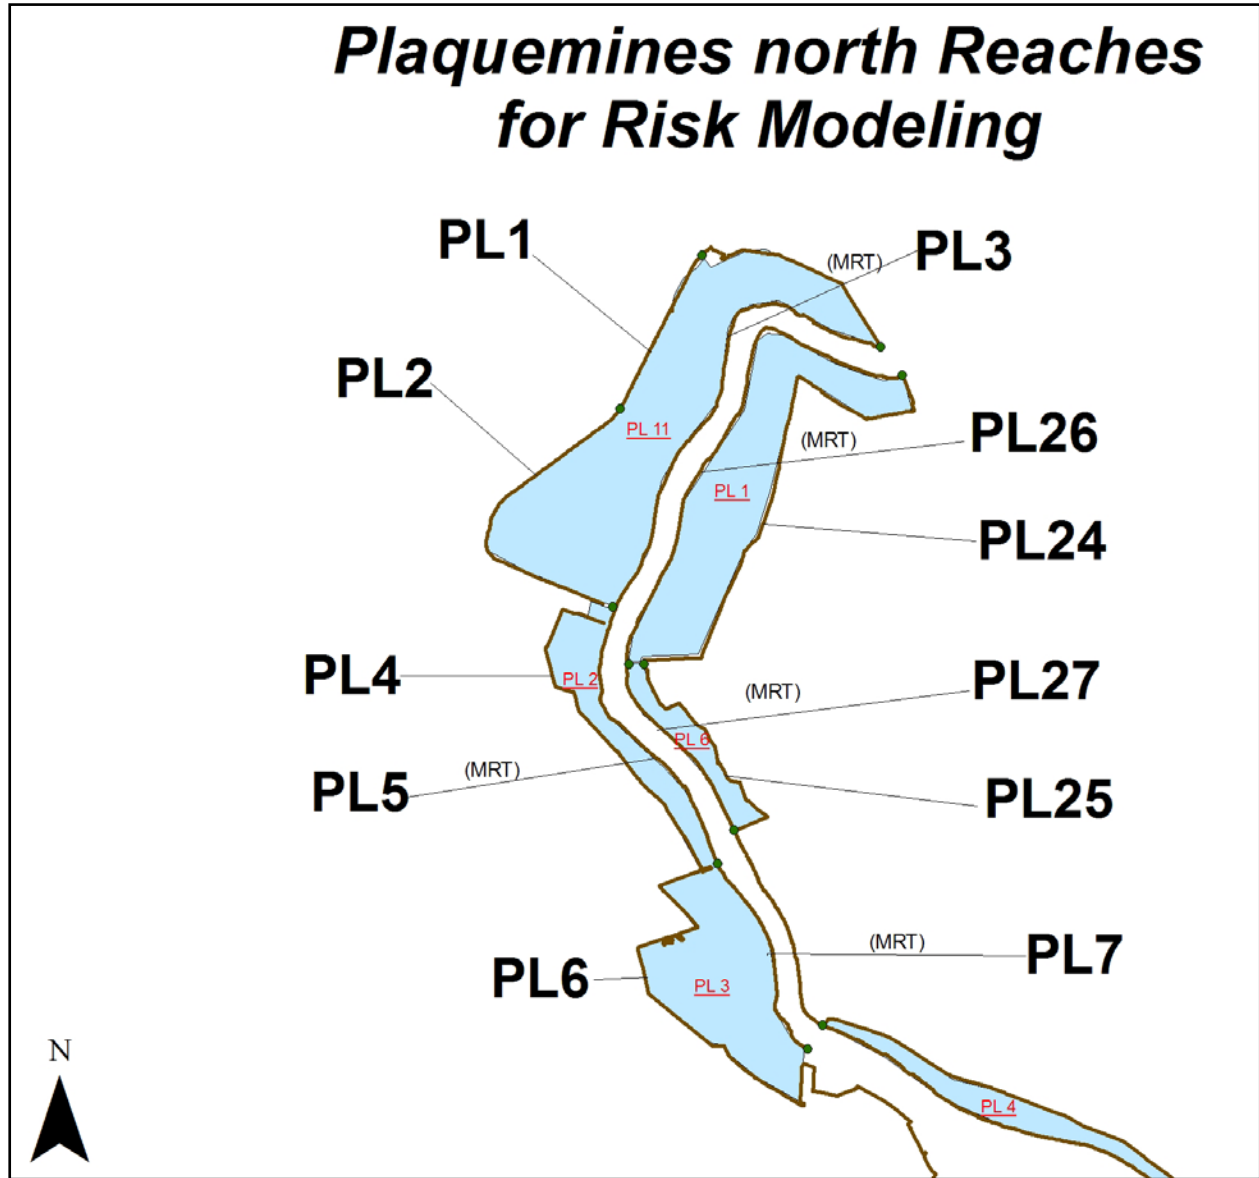 Plaquemines north Reaches
for Risk Modeling
PL1
(MRT)
PL3
PL2
PL 11
(MRT)
PL26
PL 1
PL24
PL4
PL 2
(MRT)
PL27
PL 6
PL5
(MRT)
PL25
(MRT)
PL7
PL6
PL 3
N
PL 4